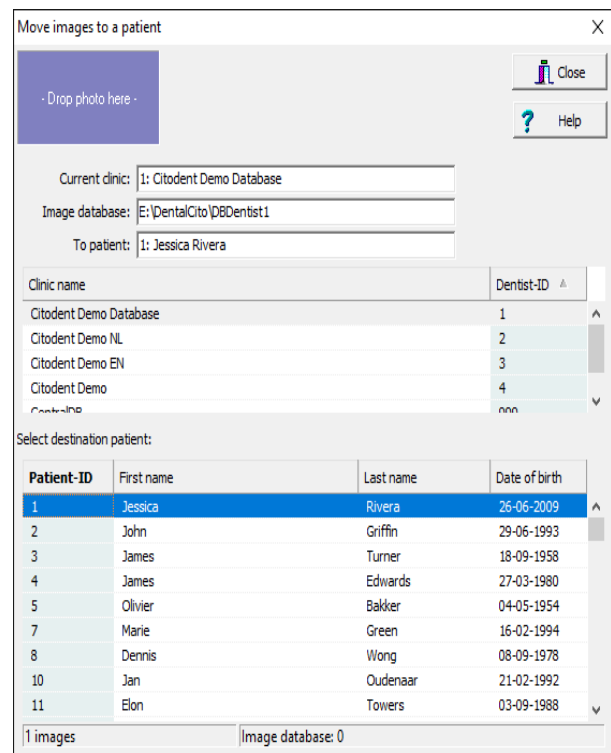 Move images to a patient X
- Drop photo here -
Close
? Help
Current clinic: 1: Citodent Demo Database
Image database: E:\DentalCito\DBDentist1
To patient: 1: Jessica Rivera
Clinic name Dentist-ID
Citodent Demo Database 1
Citodent Demo NL 2
Citodent Demo EN 3
Citodent Demo 4
CentralDB 000
Select destination patient:
Patient-ID First name Last name Date of birth
1 Jessica Rivera 26-06-2009
2 John Griffin 29-06-1993
3 James Turner 18-09-1958
4 James Edwards 27-03-1980
5 Olivier Bakker 04-05-1954
7 Marie Green 16-02-1994
8 Dennis Wong 08-09-1978
10 Jan Oudenaar 21-02-1992
11 Elon Towers 03-09-1988
1 images Image database: 0